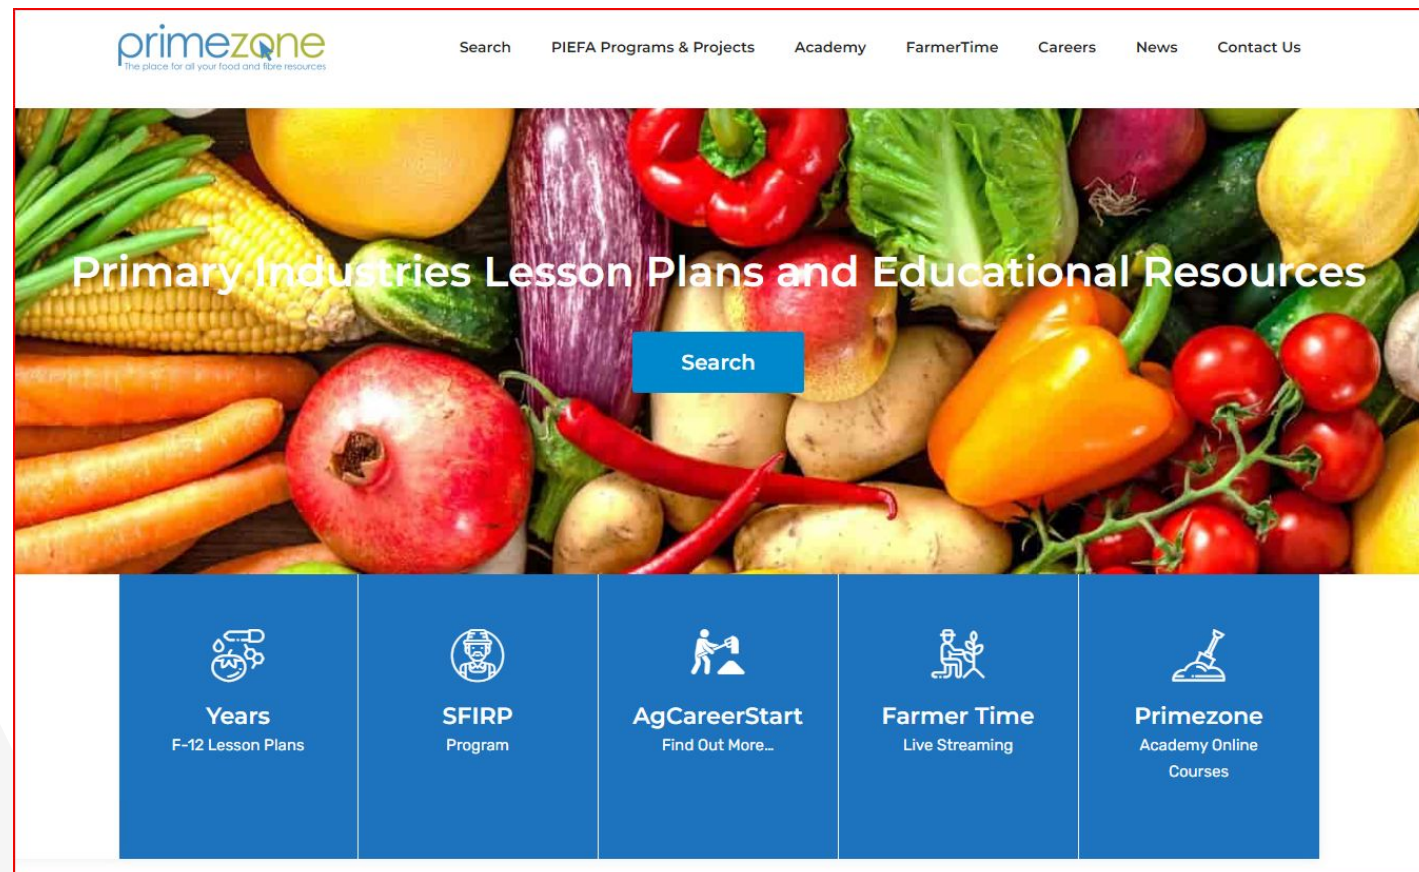 primezone
The place for all your food and fibre resources
Search PIEFA Programs & Projects Academy FarmerTime Careers News Contact Us
Primary Industries Lesson Plans and Educational Resources
Search
Years
F-12 Lesson Plans
SFIRP
Program
AgCareerStart
Find Out More...
Farmer Time
Live Streaming
Primezone
Academy Online
Courses